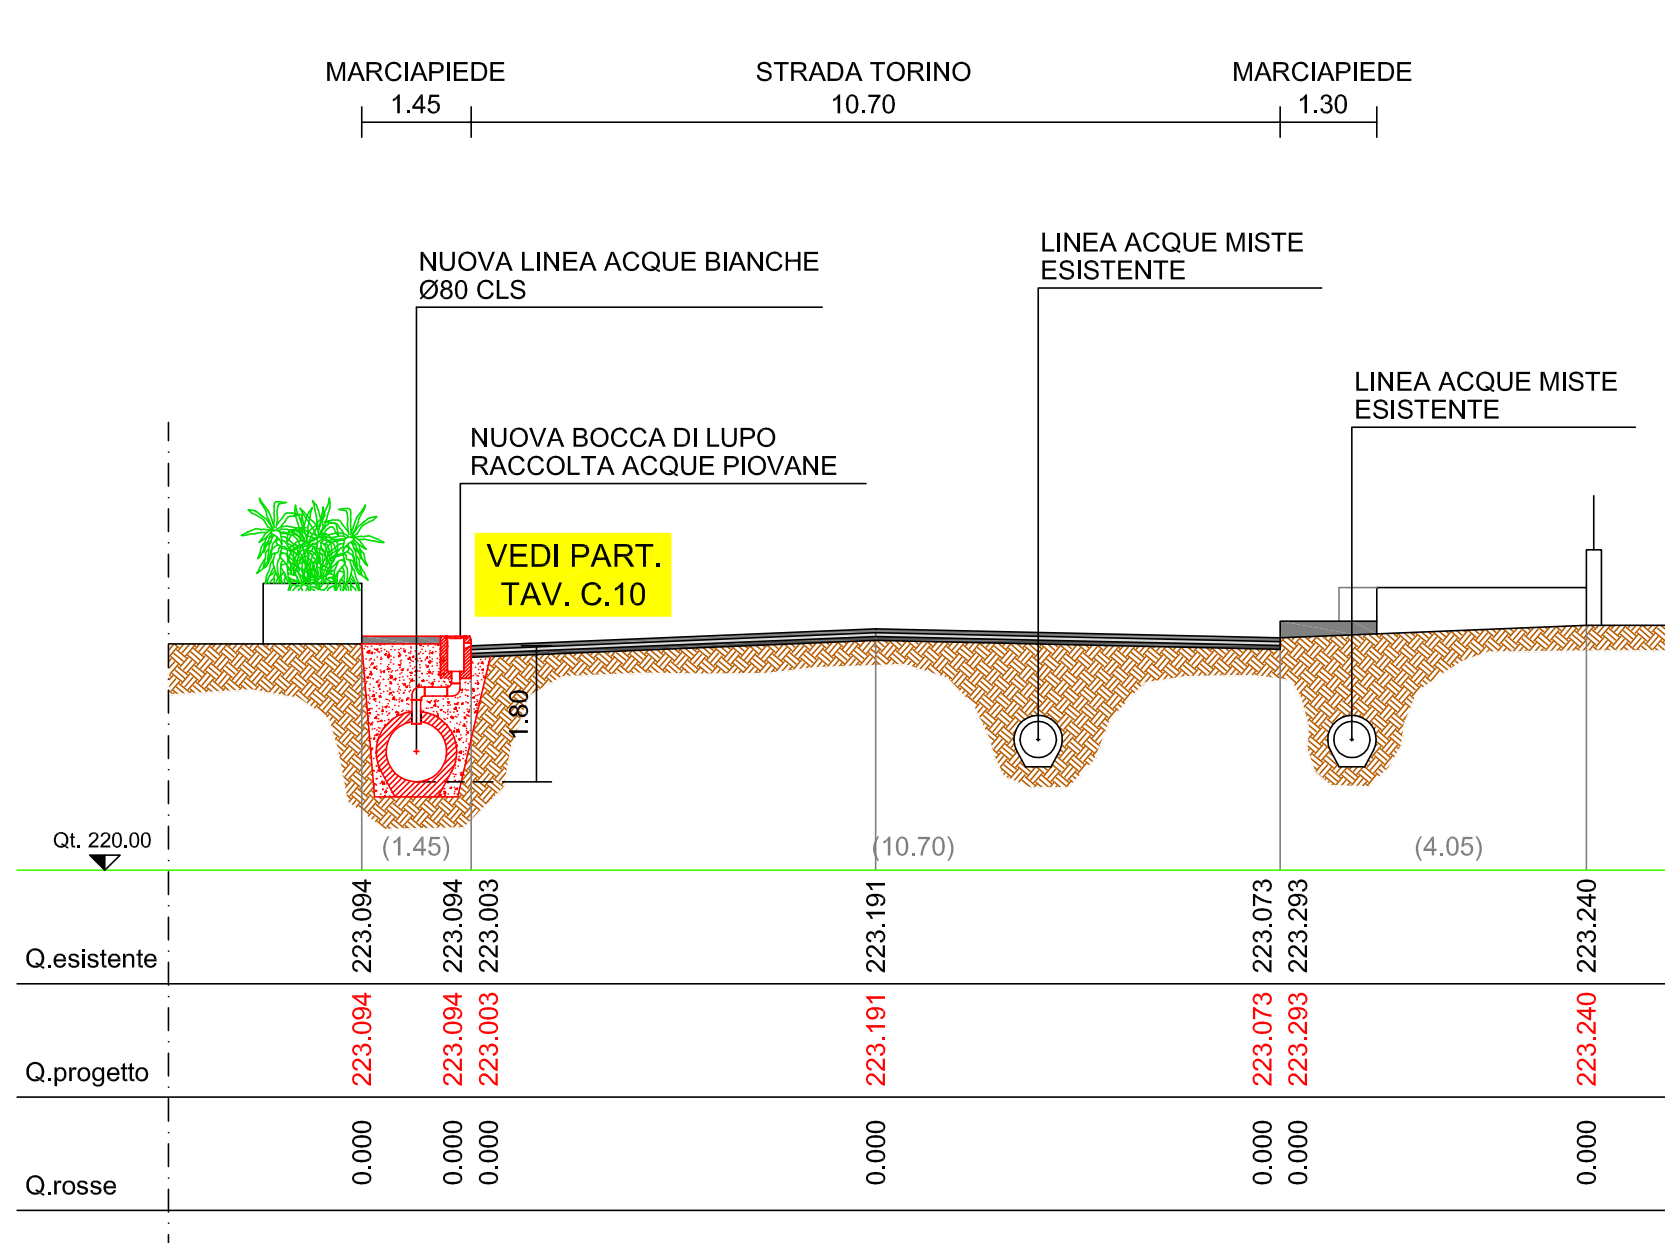 MARCIAPIEDE
1.45
STRADA TORINO
10.70
MARCIAPIEDE
1.30
NUOVA LINEA ACQUE BIANCHE
Ø80 CLS
LINEA ACQUE MISTE
ESISTENTE
LINEA ACQUE MISTE
ESISTENTE
NUOVA BOCCA DI LUPO
RACCOLTA ACQUE PIOVANE
VEDI PART.
TAV. C.10
1.80
Qt. 220.00
(1.45)
(10.70)
(4.05)
Q.esistente
223.094
223.094
223.003
223.191
223.073
223.293
223.240
Q.progetto
223.094
223.094
223.003
223.191
223.073
223.293
223.240
Q.rosse
0.000
0.000
0.000
0.000
0.000
0.000
0.000